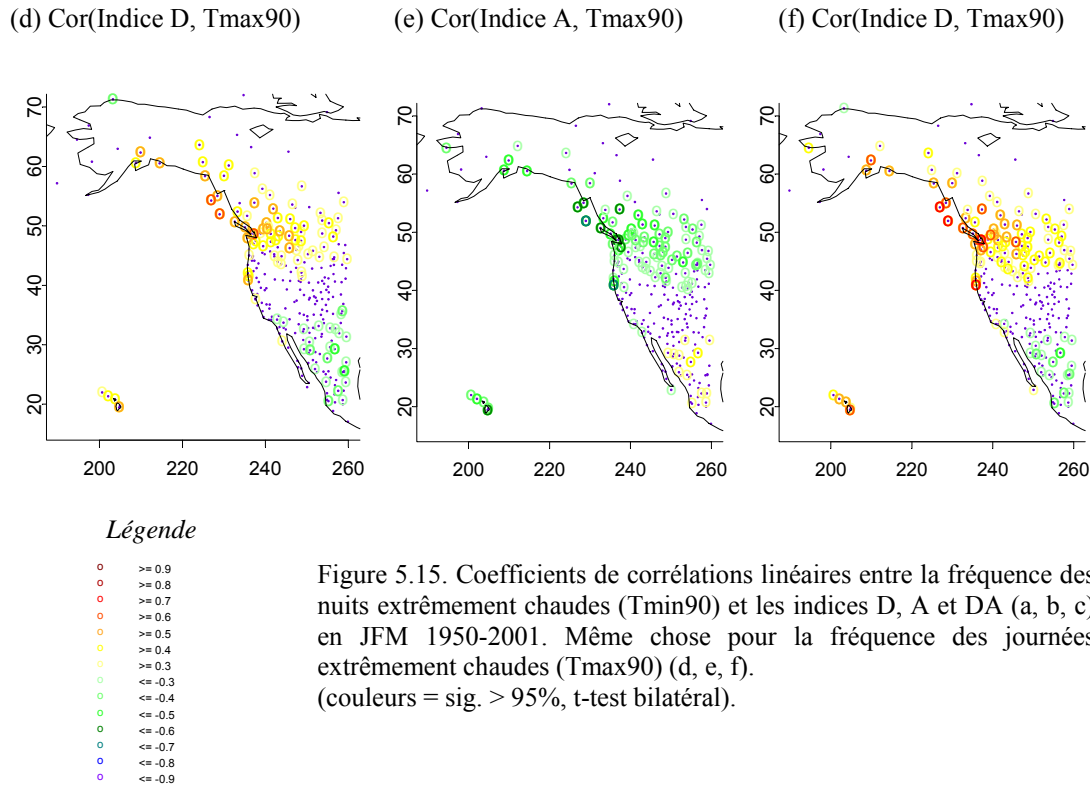 (d) Cor(Indice D, Tmax90)
(e) Cor(Indice A, Tmax90)
(f) Cor(Indice D, Tmax90)
70
60
50
40
30
20
200
220
240
260
70
60
50
40
30
20
200
220
240
260
70
60
50
40
30
20
200
220
240
260
Légende
o >= 0.9
o >= 0.8
o >= 0.7
o >= 0.6
o >= 0.5
o >= 0.4
o >= 0.3
o <= -0.3
o <= -0.4
o <= -0.5
o <= -0.6
o <= -0.7
o <= -0.8
o <= -0.9
Figure 5.15. Coefficients de corrélations linéaires entre la fréquence des
nuits extrêmement chaudes (Tmin90) et les indices D, A et DA (a, b, c)
en JFM 1950-2001. Même chose pour la fréquence des journées
extrêmement chaudes (Tmax90) (d, e, f).
(couleurs = sig. > 95%, t-test bilatéral).